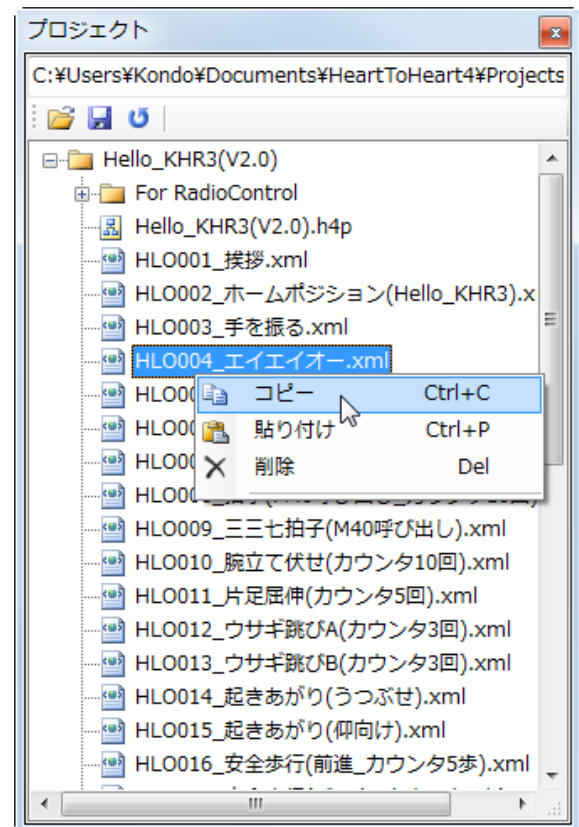 プロジェクト
C:¥Users¥Kondo¥Documents¥HeartToHeart4¥Projects
Hello_KHR3(V2.0)
For RadioControl
Hello_KHR3(V2.0).h4p
HLO001_挨拶.xml
HLO002_ホームポジション(Hello_KHR3).x
HLO003_手を振る.xml
HLO004_エイエイオー.xml
コピー Ctrl+C
貼り付け Ctrl+P
削除 Del
HLO009_三三七拍子(M40呼び出し).xml
HLO010_腕立て伏せ(カウンタ10回).xml
HLO011_片足屈伸(カウンタ5回).xml
HLO012_ウサギ跳びA(カウンタ3回).xml
HLO013_ウサギ跳びB(カウンタ3回).xml
HLO014_起きあがり(うつぶせ).xml
HLO015_起きあがり(仰向け).xml
HLO016_安全歩行(前進_カウンタ5歩).xml